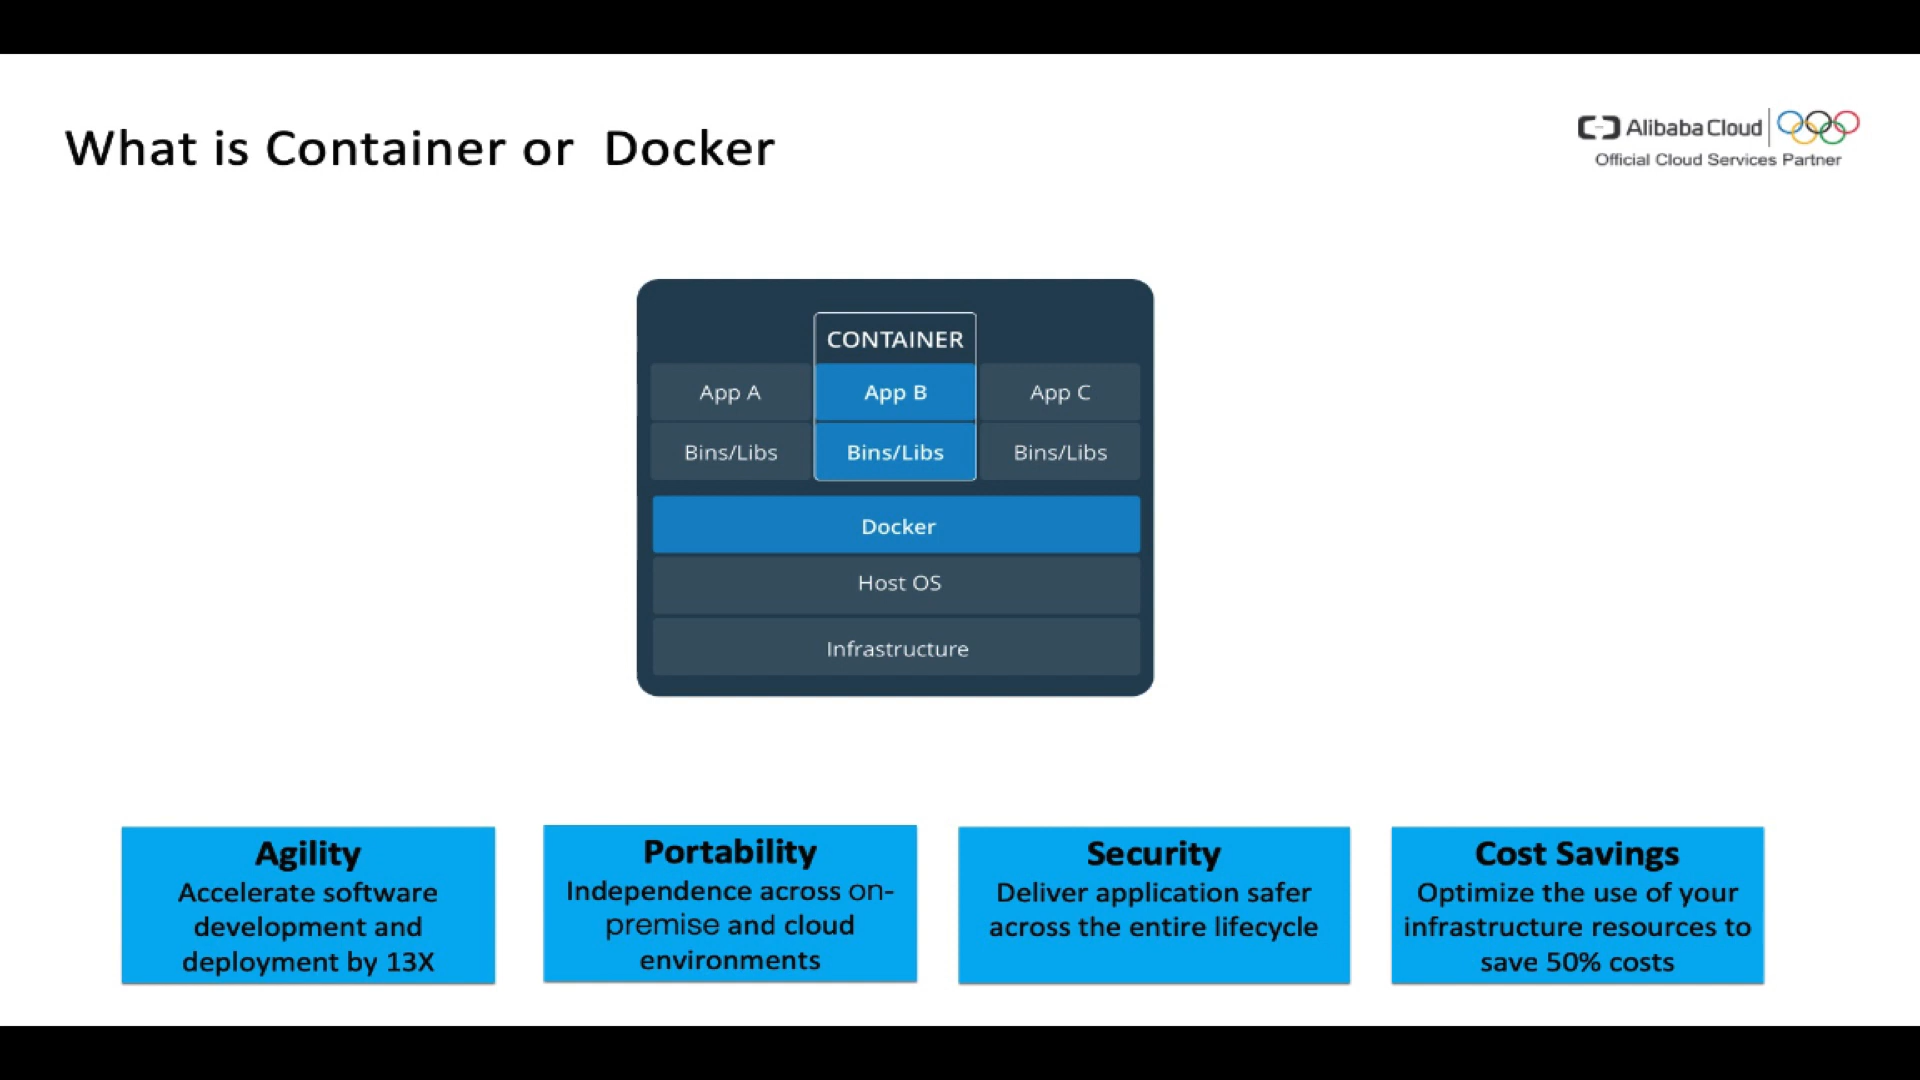 What is Container or Docker
Alibaba Cloud
Official Cloud Services Partner
CONTAINER
App A
App B
App C
Bins/Libs
Bins/Libs
Bins/Libs
Docker
Host OS
Infrastructure
Agility
Accelerate software
development and
deployment by 13X
Portability
Independence across on-
premise and cloud
environments
Security
Deliver application safer
across the entire lifecycle
Cost Savings
Optimize the use of your
infrastructure resources to
save 50% costs